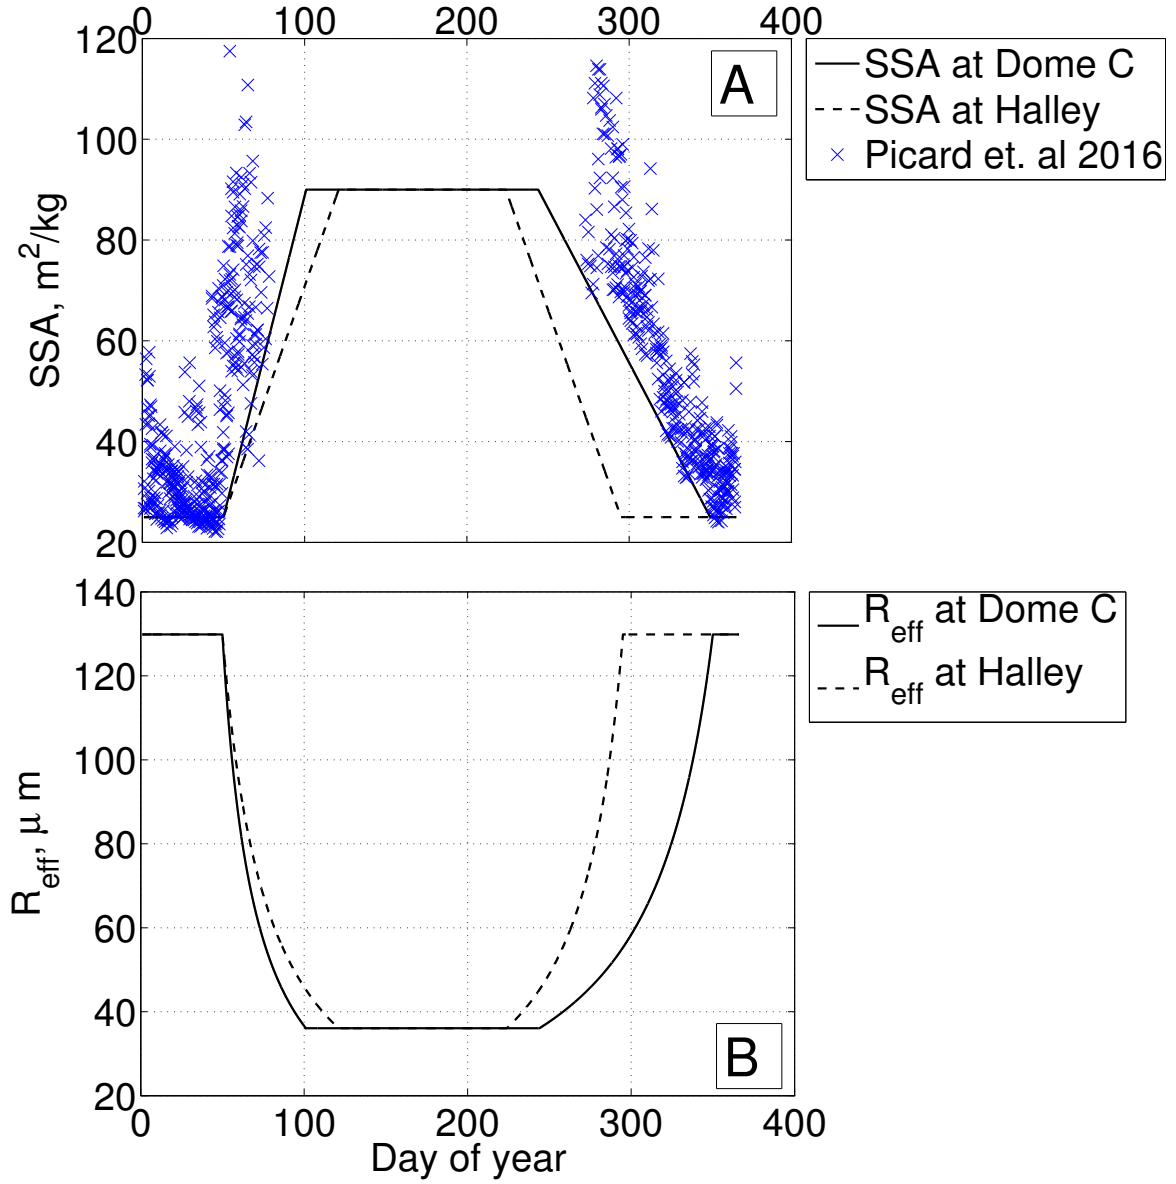 0 100 200 300 400
120
100
80
60
40
20
SSA, m²/kg
A
SSA at Dome C
SSA at Halley
Picard et. al 2016
140
120
100
80
60
40
20
R_eff, μ m
B
R_eff at Dome C
R_eff at Halley
0 100 200 300 400
Day of year